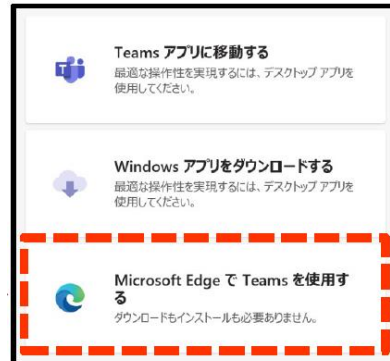 Teams アプリに移動する
最適な操作性を実現するには、デスクトップ アプリを
使用してください。
Windows アプリをダウンロードする
最適な操作性を実現するには、デスクトップ アプリを
使用してください。
Microsoft Edge で Teams を使用す
る
ダウンロードもインストールも必要ありません。